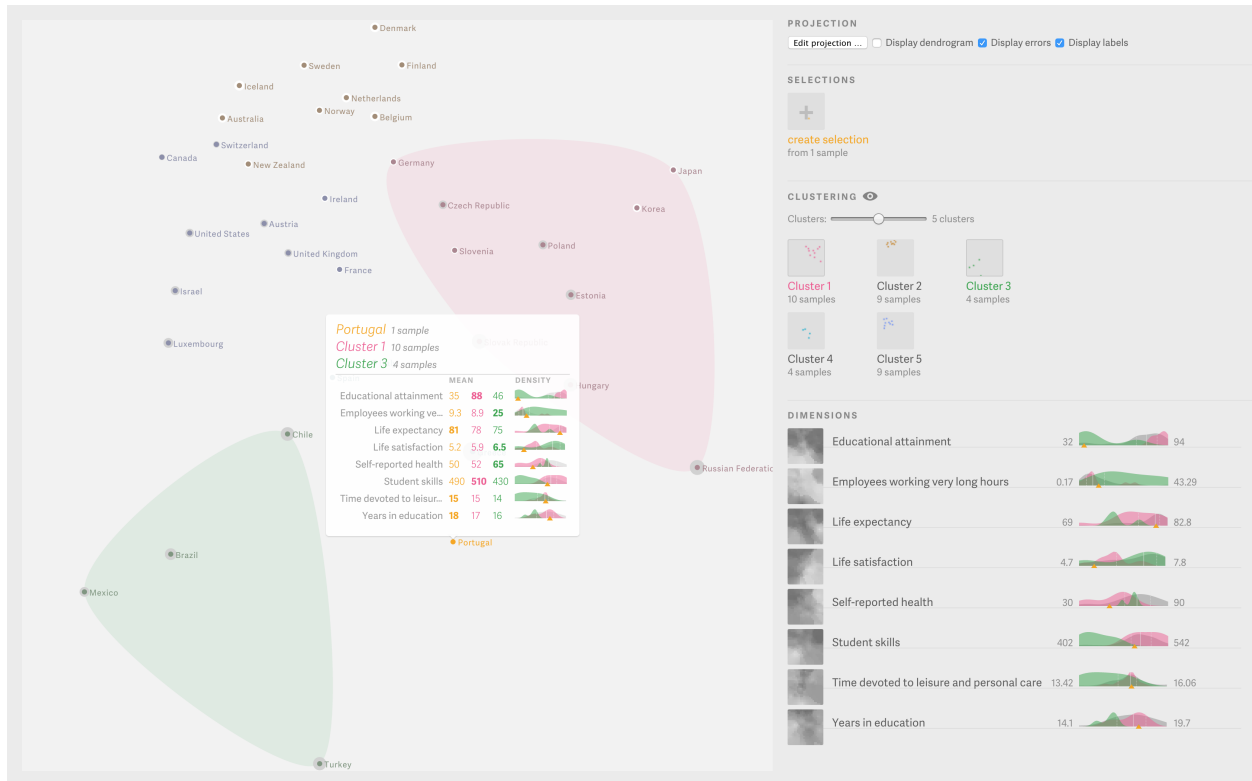 Denmark
Sweden
Finland
Iceland
Netherlands
Norway
Australia
Belgium
Switzerland
Canada
New Zealand
Germany
Japan
Ireland
Czech Republic
Korea
Austria
United States
Slovenia
Poland
United Kingdom
France
Israel
Estonia
Luxembourg
Hungary
Chile
Russian Federatio
Portugal
Brazil
Mexico
Turkey
Portugal 1 sample
Cluster 1 10 samples
Cluster 3 4 samples
MEAN DENSITY
Educational attainment 35 88 46
Employees working ve... 9.3 8.9 25
Life expectancy 81 78 75
Life satisfaction 5.2 5.9 6.5
Self-reported health 50 52 65
Student skills 490 510 430
Time devoted to leisur... 15 15 14
Years in education 18 17 16
PROJECTION
Edit projection ... Display dendrogram Display errors Display labels
SELECTIONS
create selection
from 1 sample
CLUSTERING
Clusters: 5 clusters
Cluster 1 Cluster 2 Cluster 3
10 samples 9 samples 4 samples
Cluster 4 Cluster 5
4 samples 9 samples
DIMENSIONS
Educational attainment 32 94
Employees working very long hours 0.17 43.29
Life expectancy 69 82.8
Life satisfaction 4.7 7.8
Self-reported health 30 90
Student skills 402 542
Time devoted to leisure and personal care 13.42 16.06
Years in education 14.1 19.7